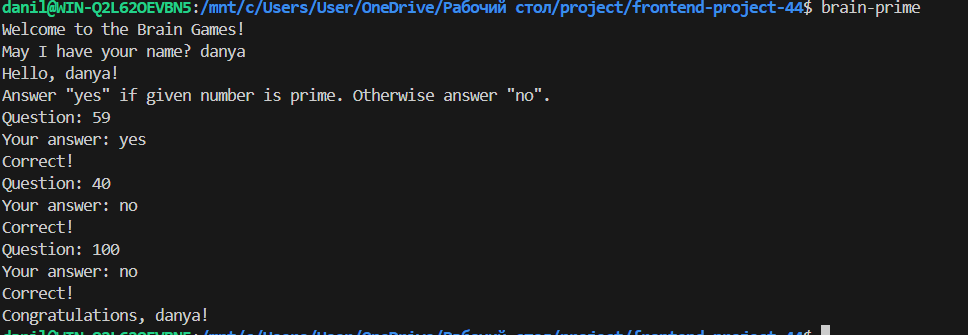 danil@WIN-Q2L62OEVBN5:/mnt/c/Users/User/OneDrive/Рабочий стол/project/frontend-project-44$ brain-prime
Welcome to the Brain Games!
May I have your name? danya
Hello, danya!
Answer "yes" if given number is prime. Otherwise answer "no".
Question: 59
Your answer: yes
Correct!
Question: 40
Your answer: no
Correct!
Question: 100
Your answer: no
Correct!
Congratulations, danya!
danil@WIN-Q2L62OEVBN5:/mnt/c/Users/User/OneDrive/Рабочий стол/project/frontend-project-44$